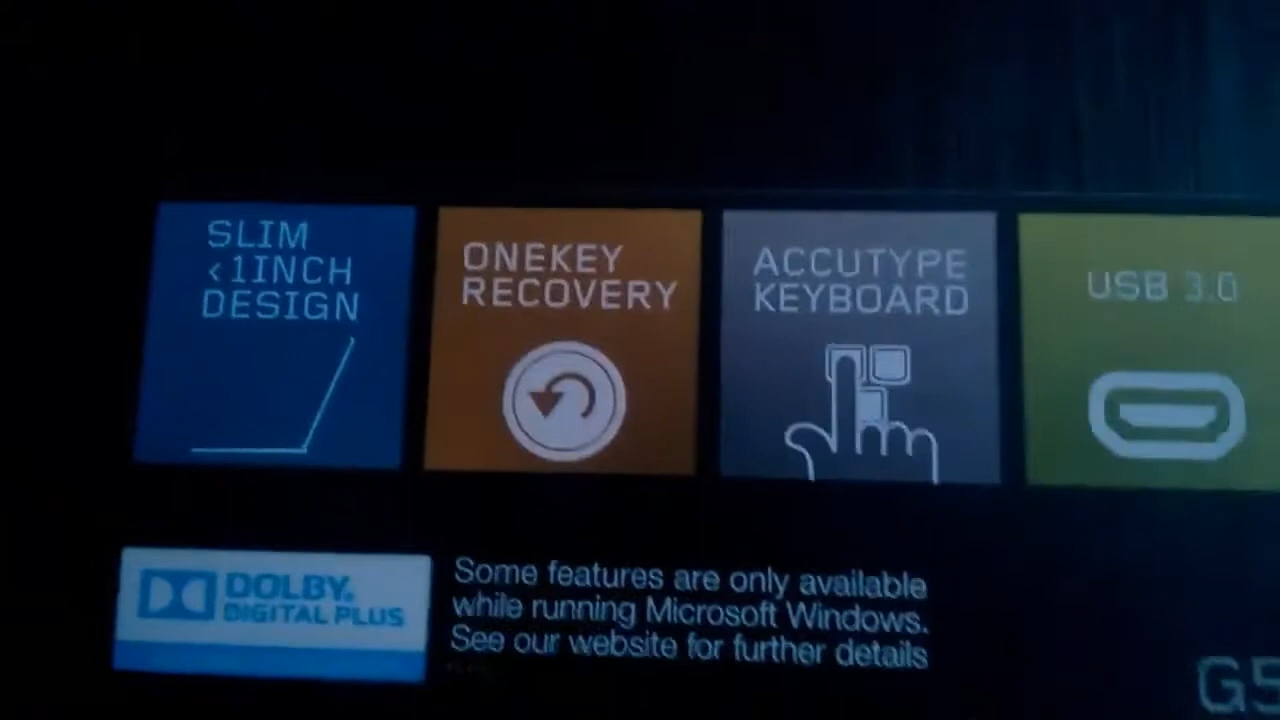 SLIM
<1INCH
DESIGN
ONEKEY
RECOVERY
ACCUTYPE
KEYBOARD
USB 3.0
DOLBY.
DIGITAL PLUS
Some features are only available
while running Microsoft Windows.
See our website for further details
G5